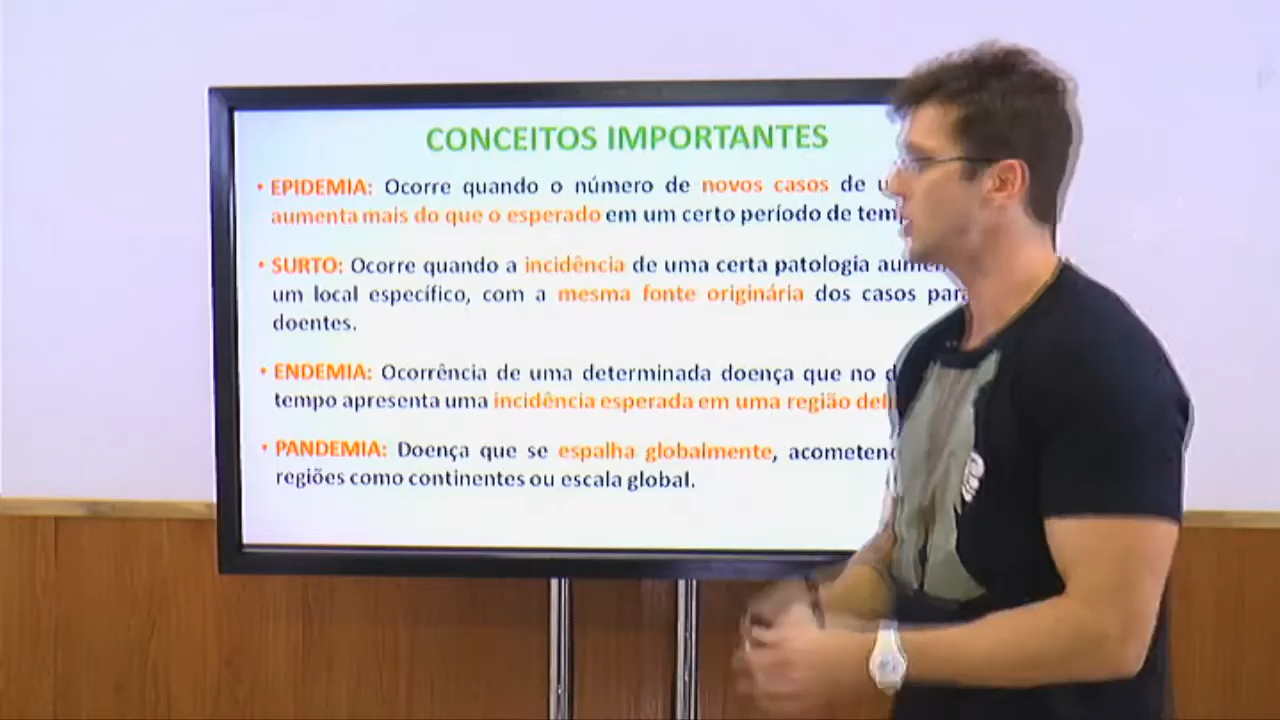 CONCEITOS IMPORTANTES
• EPIDEMIA: Ocorre quando o número de novos casos de
aumenta mais do que o esperado em um certo período de
• SURTO: Ocorre quando a incidência de uma certa patologia
um local específico, com a mesma fonte originária dos casos
doentes.
• ENDEMIA: Ocorrência de uma determinada doença que no
tempo apresenta uma incidência esperada em uma região
• PANDEMIA: Doença que se espalha globalmente,
regiões como continentes ou escala global.